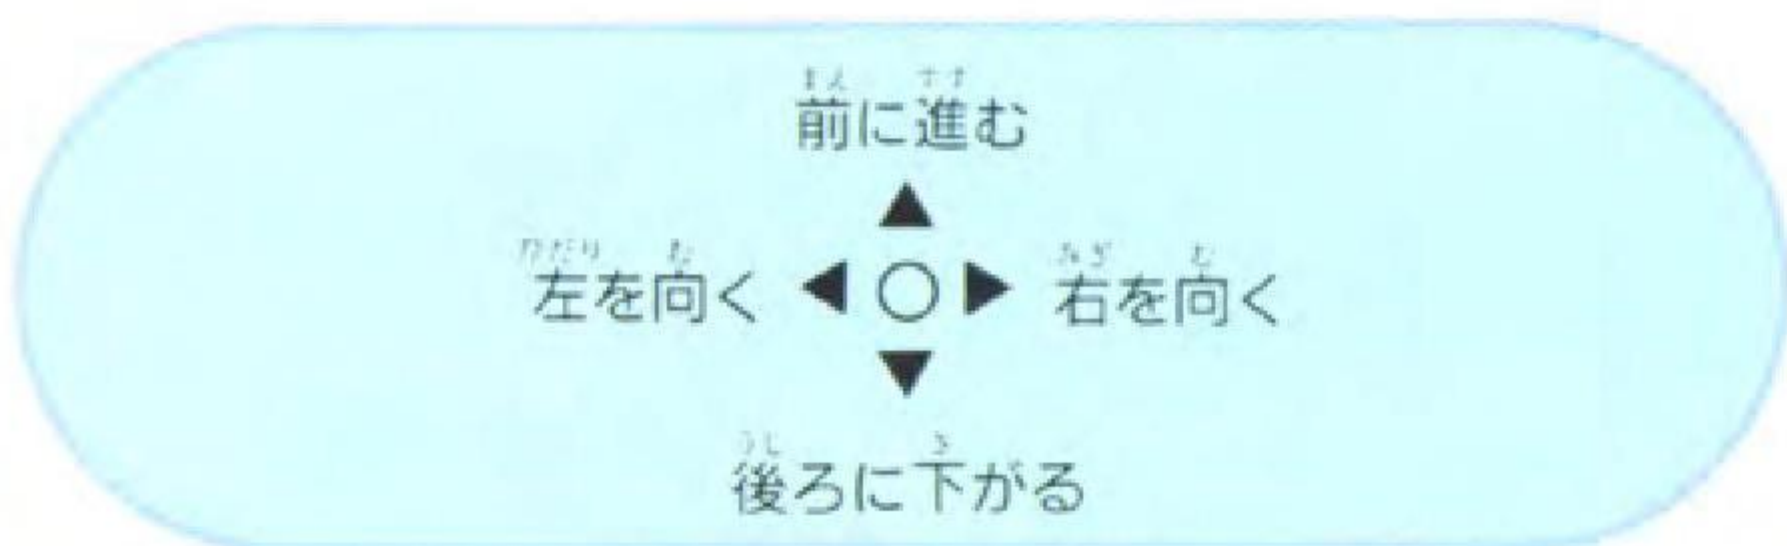 前に進む
▲
左を向く ◀ ○ ▶ 右を向く
▼
後ろに下がる